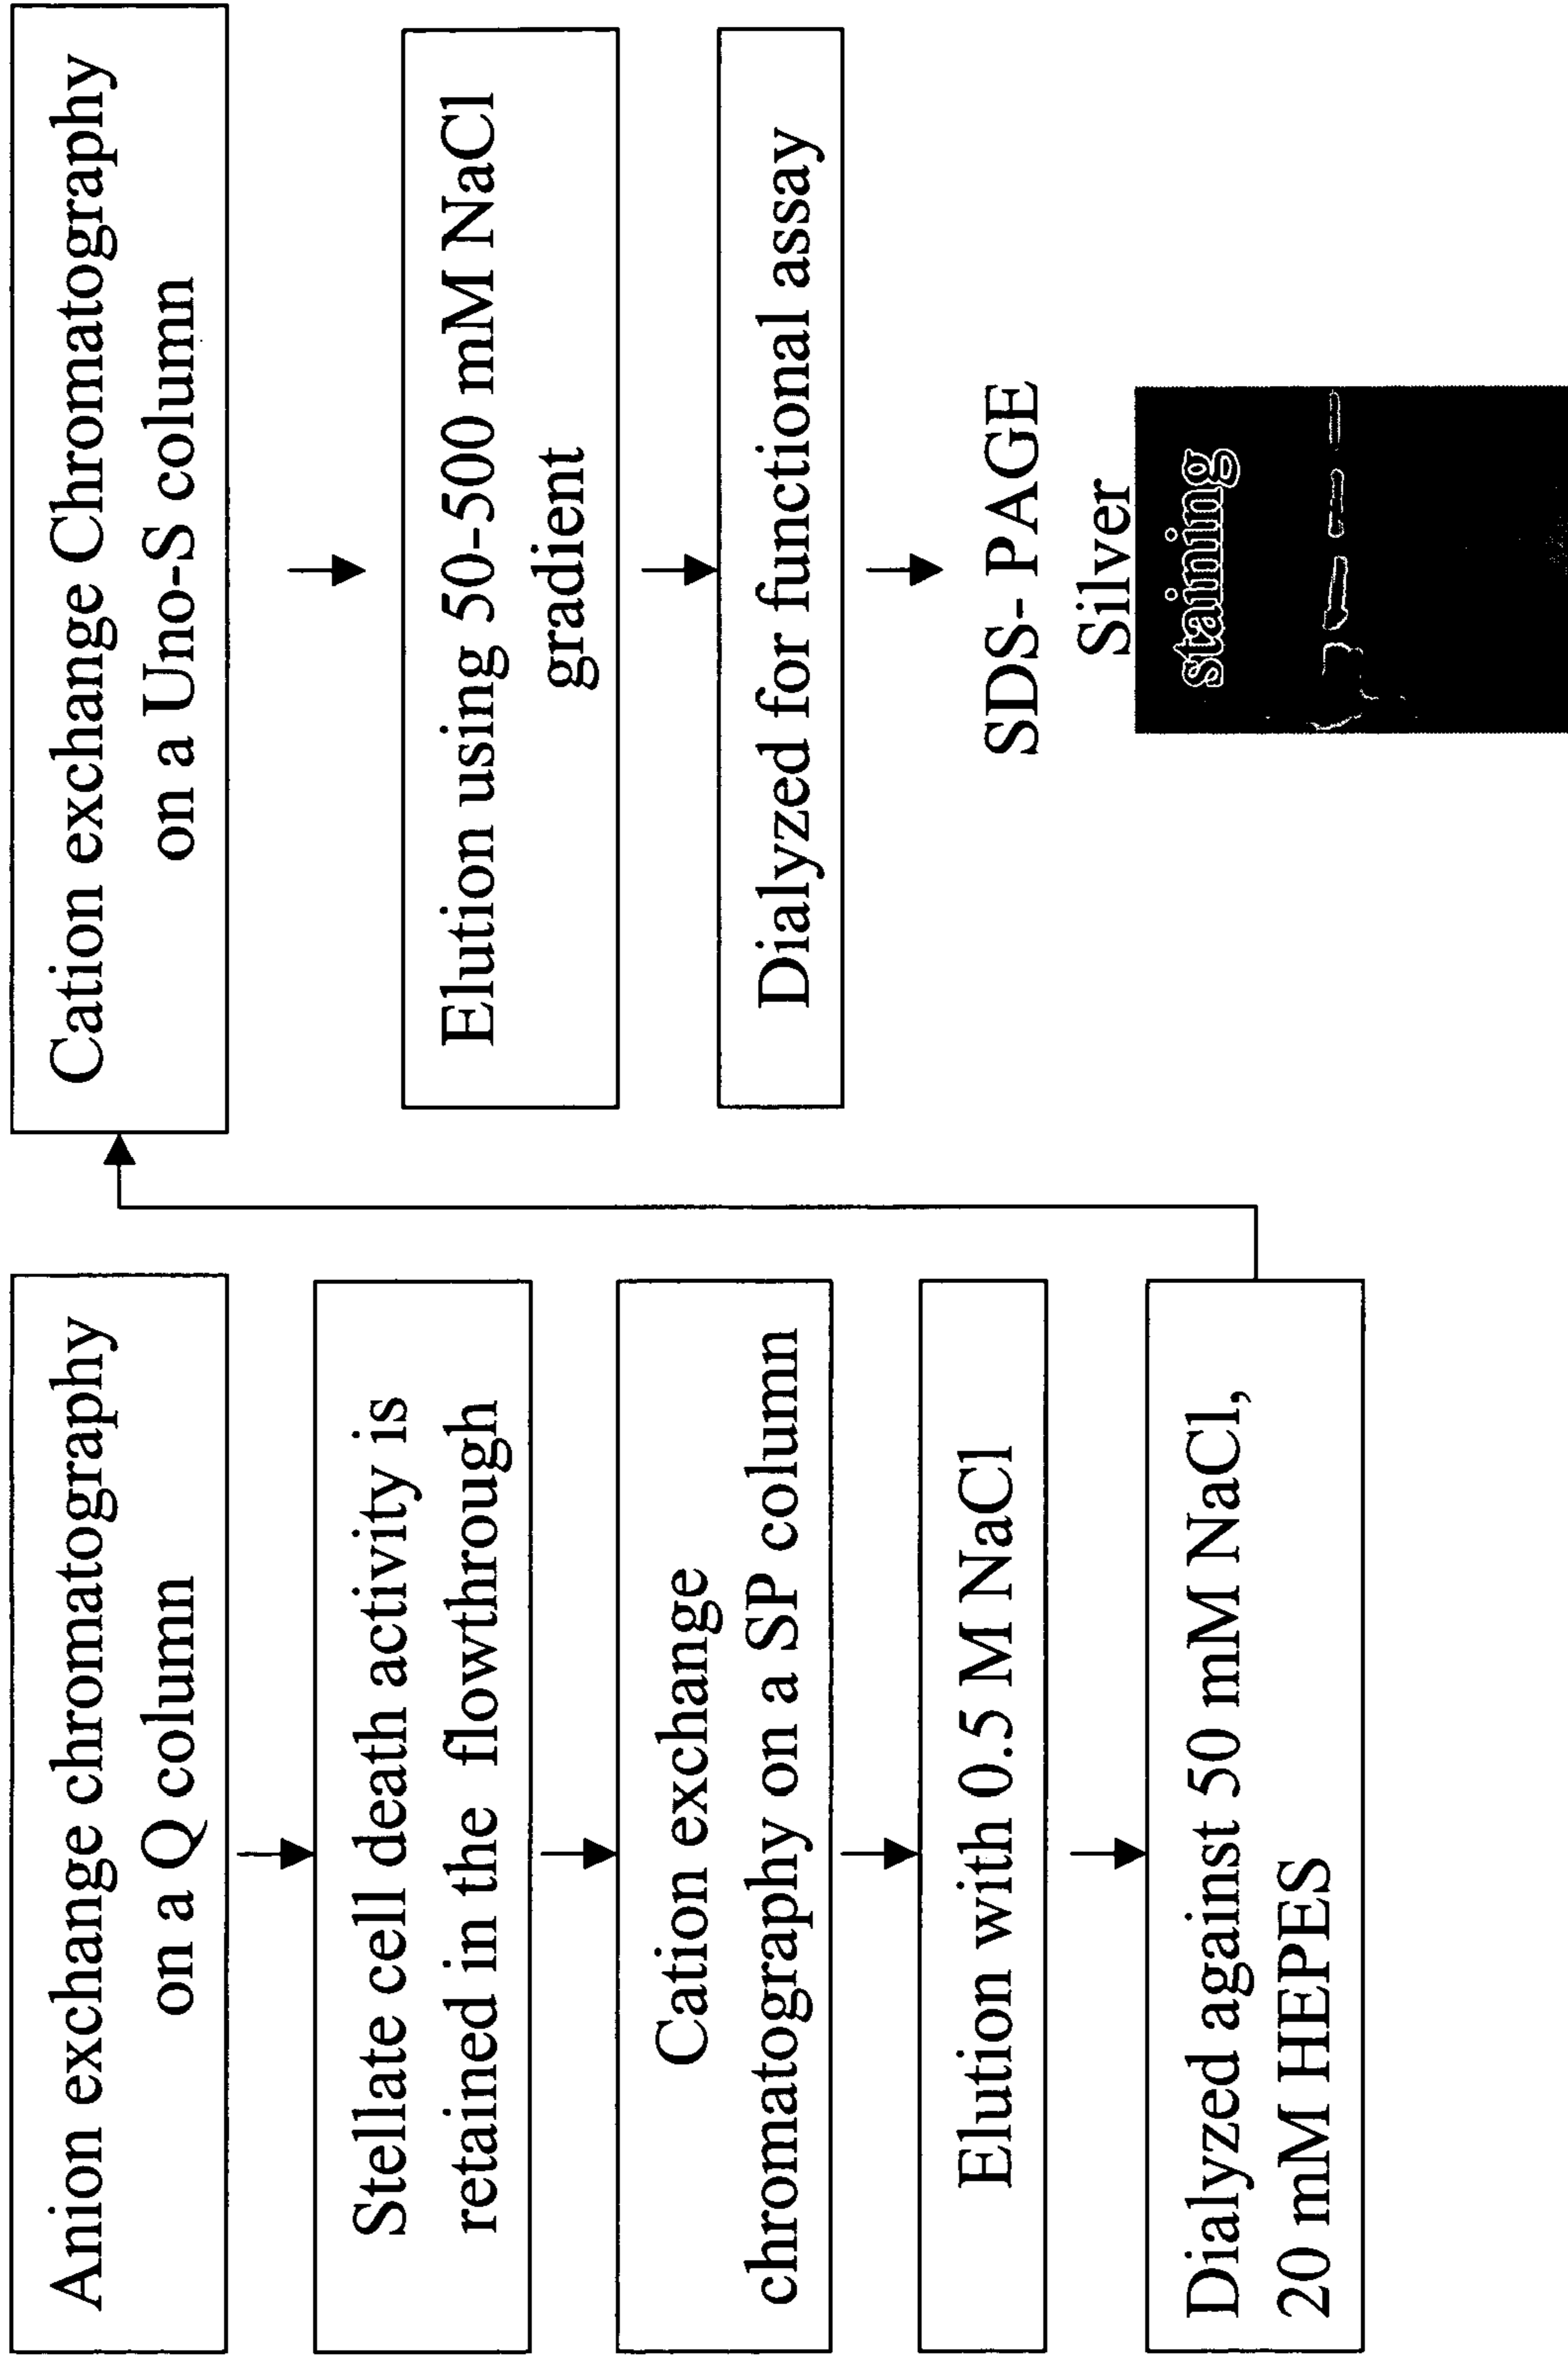 Anion exchange chromatography
on a Q column
Stellate cell death activity is
retained in the flowthrough
Cation exchange
chromatography on a SP column
Elution with 0.5 M NaCl
Dialyzed against 50 mM NaCl,
20 mM HEPES
Cation exchange Chromatography
on a Uno-S column
Elution using 50-500 mM NaCl
gradient
Dialyzed for functional assay
SDS- PAGE
Silver
staining